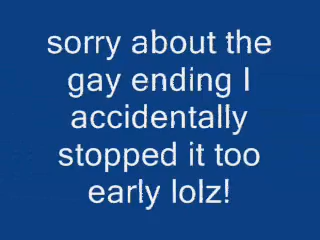 sorry about the
gay ending I
accidentally
stopped it too
early lolz!